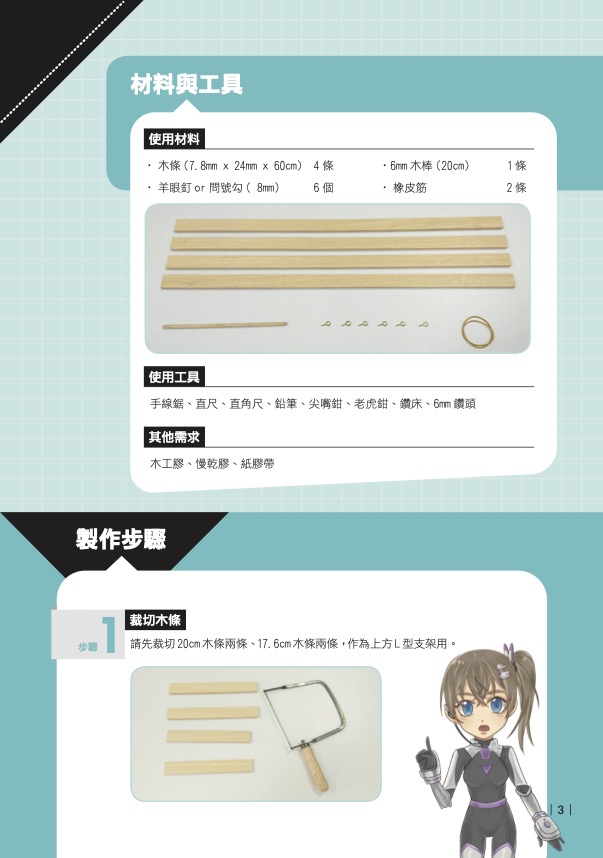 材料與工具
使用材料
· 木條(7.8mm x 24mm x 60cm) 4 條 ·6mm 木棒(20cm) 1 條
· 羊眼釘 or 問號勾( 8mm) 6 個 · 橡皮筋 2 條
使用工具
手線鋸、直尺、直角尺、鉛筆、尖嘴鉗、老虎鉗、鑽床、6mm 鑽頭
其他需求
木工膠、慢乾膠、紙膠帶
製作步驟
步驟 1 裁切木條
請先裁切 20cm 木條兩條、17.6cm 木條兩條，作為上方 L 型支架用。
| 3 |